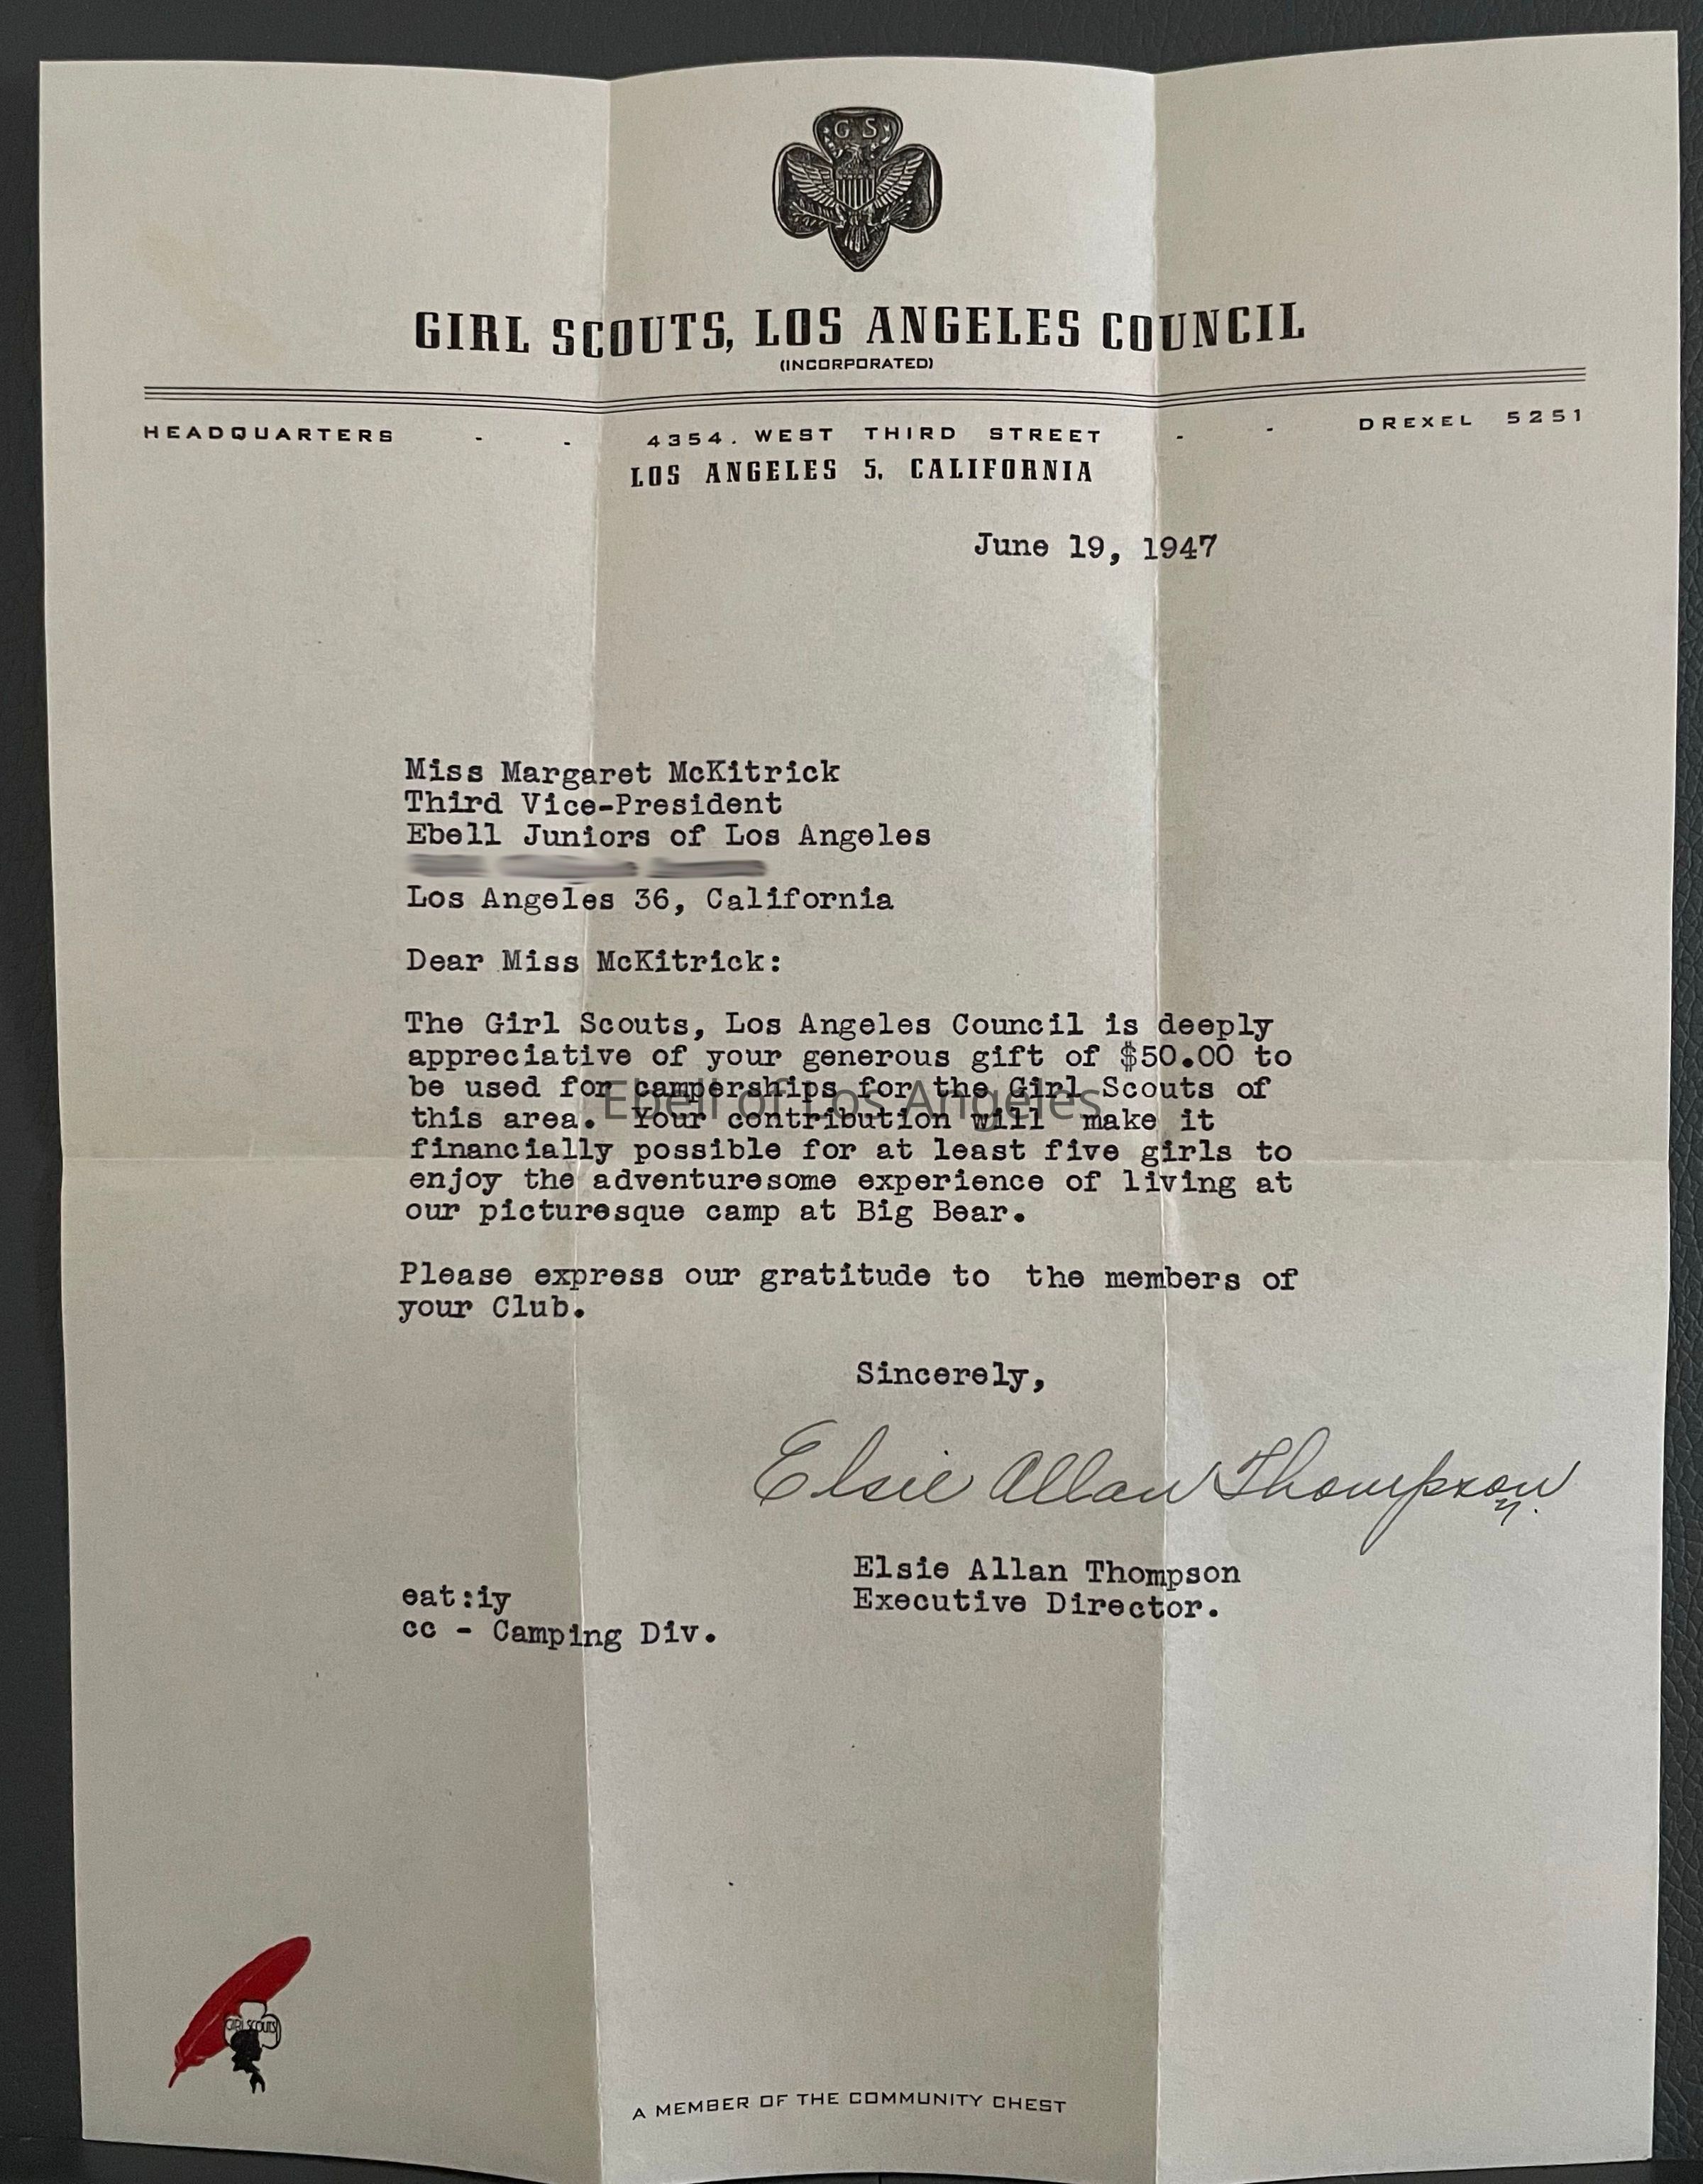 G S
GIRL SCOUTS, LOS ANGELES COUNCIL
(INCORPORATED)
HEADQUARTERS - - 4354. WEST THIRD STREET - - DREXEL 5251
LOS ANGELES 5, CALIFORNIA
June 19, 1947
Miss Margaret McKitrick
Third Vice-President
Ebell Juniors of Los Angeles
Los Angeles 36, California
Dear Miss McKitrick:
The Girl Scouts, Los Angeles Council is deeply
appreciative of your generous gift of $50.00 to
be used for camperships for the Girl Scouts of
Ebell of Los Angeles
this area. Your contribution will make it
financially possible for at least five girls to
enjoy the adventuresome experience of living at
our picturesque camp at Big Bear.
Please express our gratitude to the members of
your Club.
Sincerely,
Elsie Allan Thompson
Elsie Allan Thompson
Executive Director.
eat:iy
cc - Camping Div.
GIRL SCOUTS
A MEMBER OF THE COMMUNITY CHEST